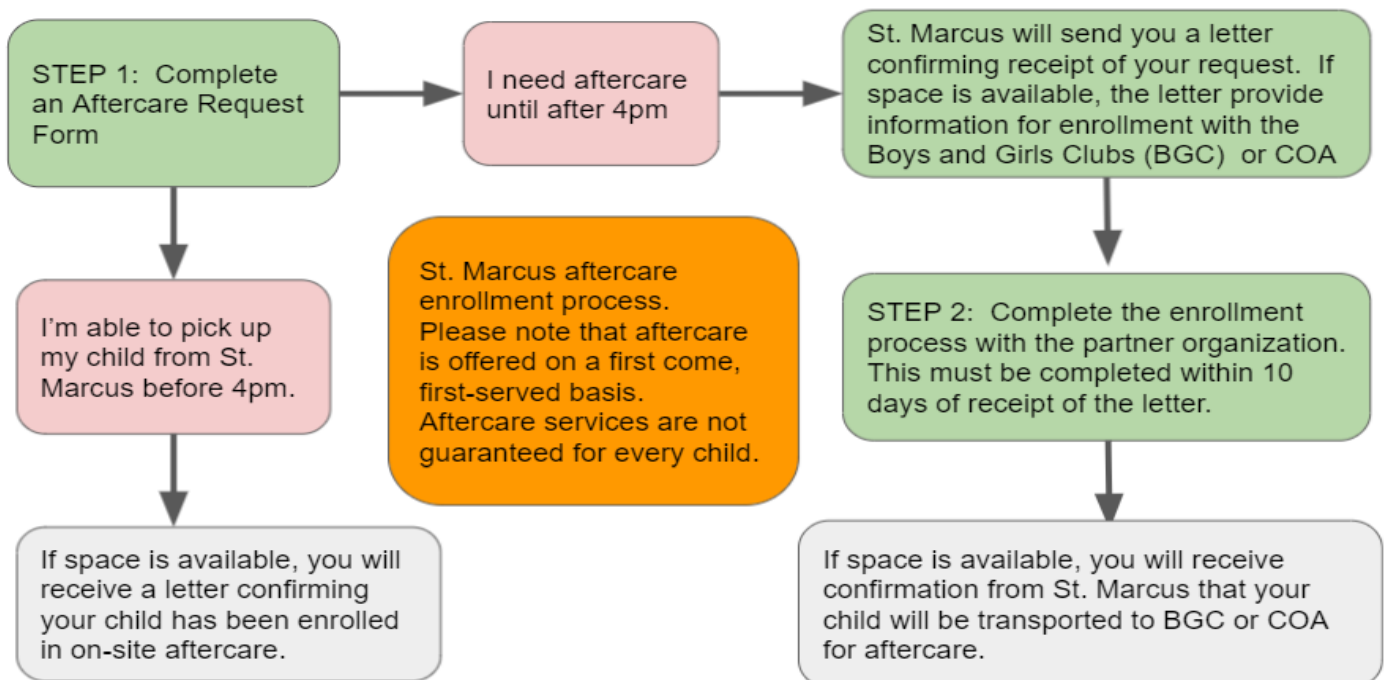 STEP 1:  Complete
an Aftercare Request
Form
I need aftercare
until after 4pm
St. Marcus will send you a letter
confirming receipt of your request.  If
space is available, the letter provide
information for enrollment with the
Boys and Girls Clubs (BGC)  or COA
I'm able to pick up
my child from St.
Marcus before 4pm.
St. Marcus aftercare
enrollment process.
Please note that aftercare
is offered on a first come,
first-served basis.
Aftercare services are not
guaranteed for every child.
STEP 2:  Complete the enrollment
process with the partner organization.
This must be completed within 10
days of receipt of the letter.
If space is available, you will
receive a letter confirming
your child has been enrolled
in on-site aftercare.
If space is available, you will receive
confirmation from St. Marcus that your
child will be transported to BGC or COA
for aftercare.